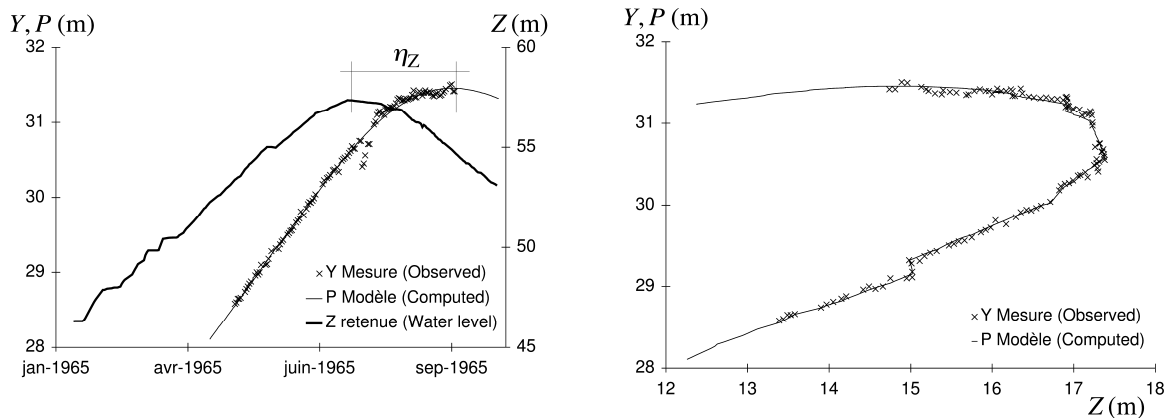 Y, P (m)
Z (m)
32
31
30
29
28
60
55
50
45
ηZ
× Y Mesure (Observed)
P Modèle (Computed)
Z retenue (Water level)
jan-1965 avr-1965 juin-1965 sep-1965
Y, P (m)
32
31
30
29
28
× Y Mesure (Observed)
P Modèle (Computed)
12 13 14 15 16 17 18
Z (m)